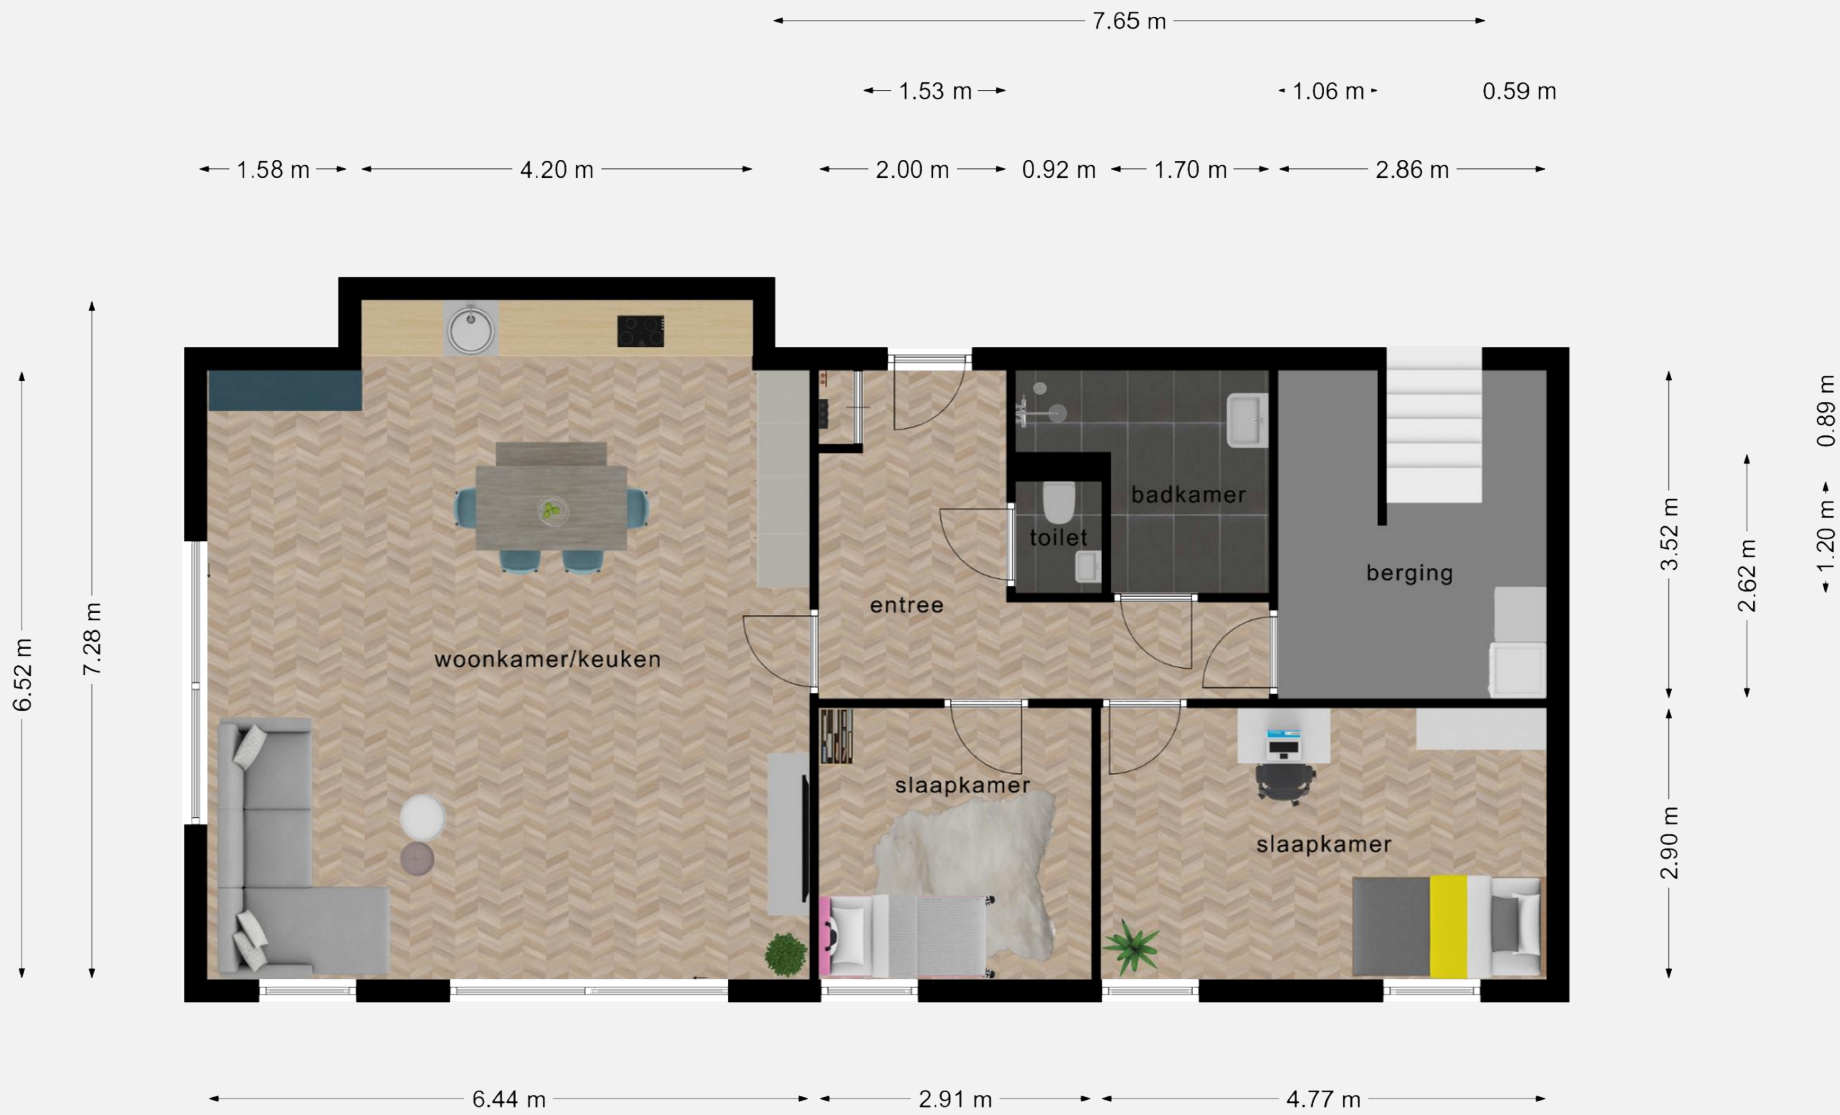 7.65 m
1.53 m
1.06 m
0.59 m
1.58 m
4.20 m
2.00 m
0.92 m
1.70 m
2.86 m
0.89 m
badkamer
toilet
3.52 m
1.20 m
berging
2.62 m
entree
7.28 m
6.52 m
woonkamer/keuken
slaapkamer
slaapkamer
2.90 m
6.44 m
2.91 m
4.77 m